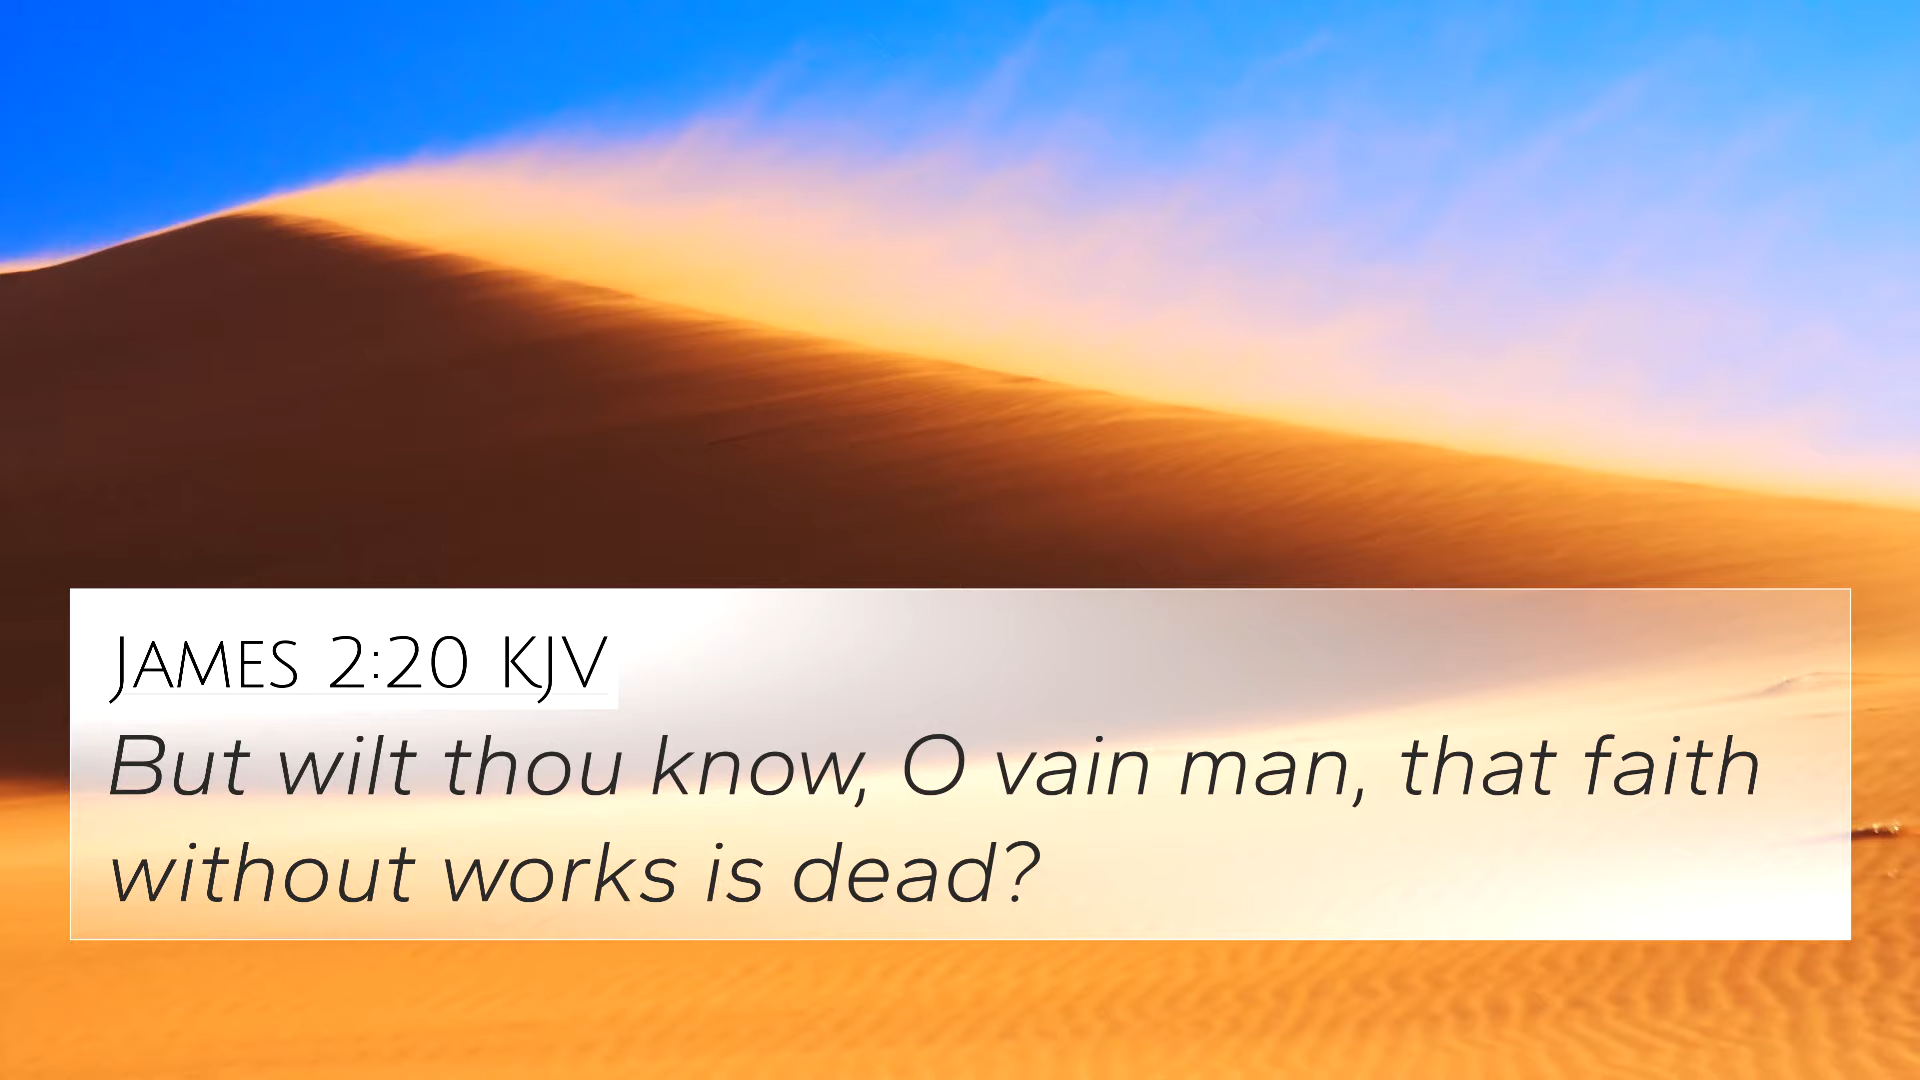 James 2:20 KJV
But wilt thou know, O vain man, that faith
without works is dead?